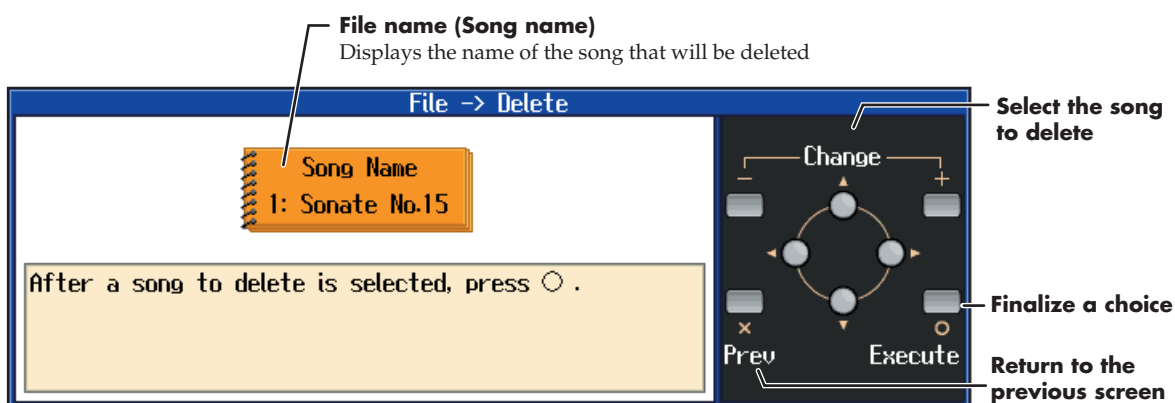 File name (Song name)
Displays the name of the song that will be deleted
File -> Delete
Song Name
1: Sonate No.15
After a song to delete is selected, press ○ .
Change
− +
× ○
Prev Execute
Select the song
to delete
Finalize a choice
Return to the
previous screen